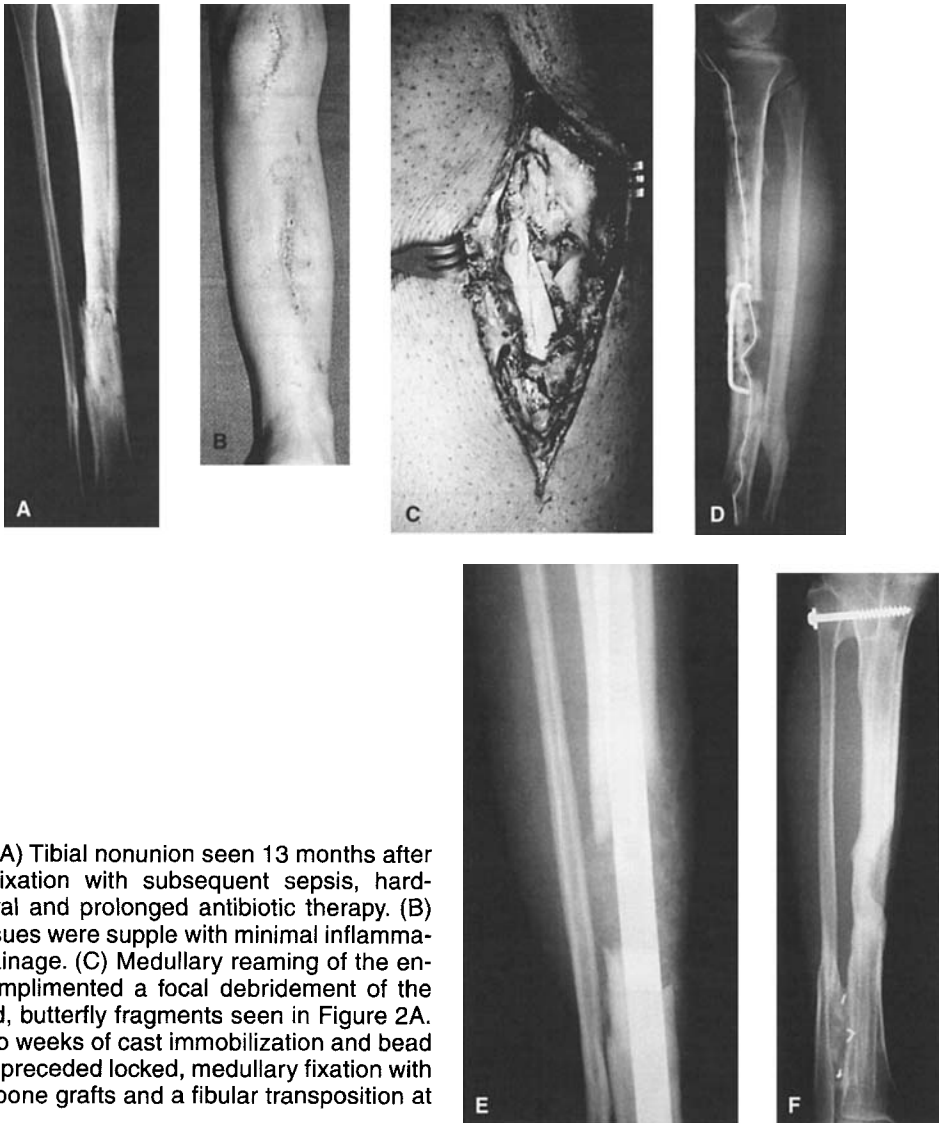 A
B
C
D
A) Tibial nonunion seen 13 months after
ixation with subsequent sepsis, hard-
al and prolonged antibiotic therapy. (B)
sues were supple with minimal inflamma-
inage. (C) Medullary reaming of the en-
mplimented a focal debridement of the
d, butterfly fragments seen in Figure 2A.
o weeks of cast immobilization and bead
preceded locked, medullary fixation with
bone grafts and a fibular transposition at
E
F